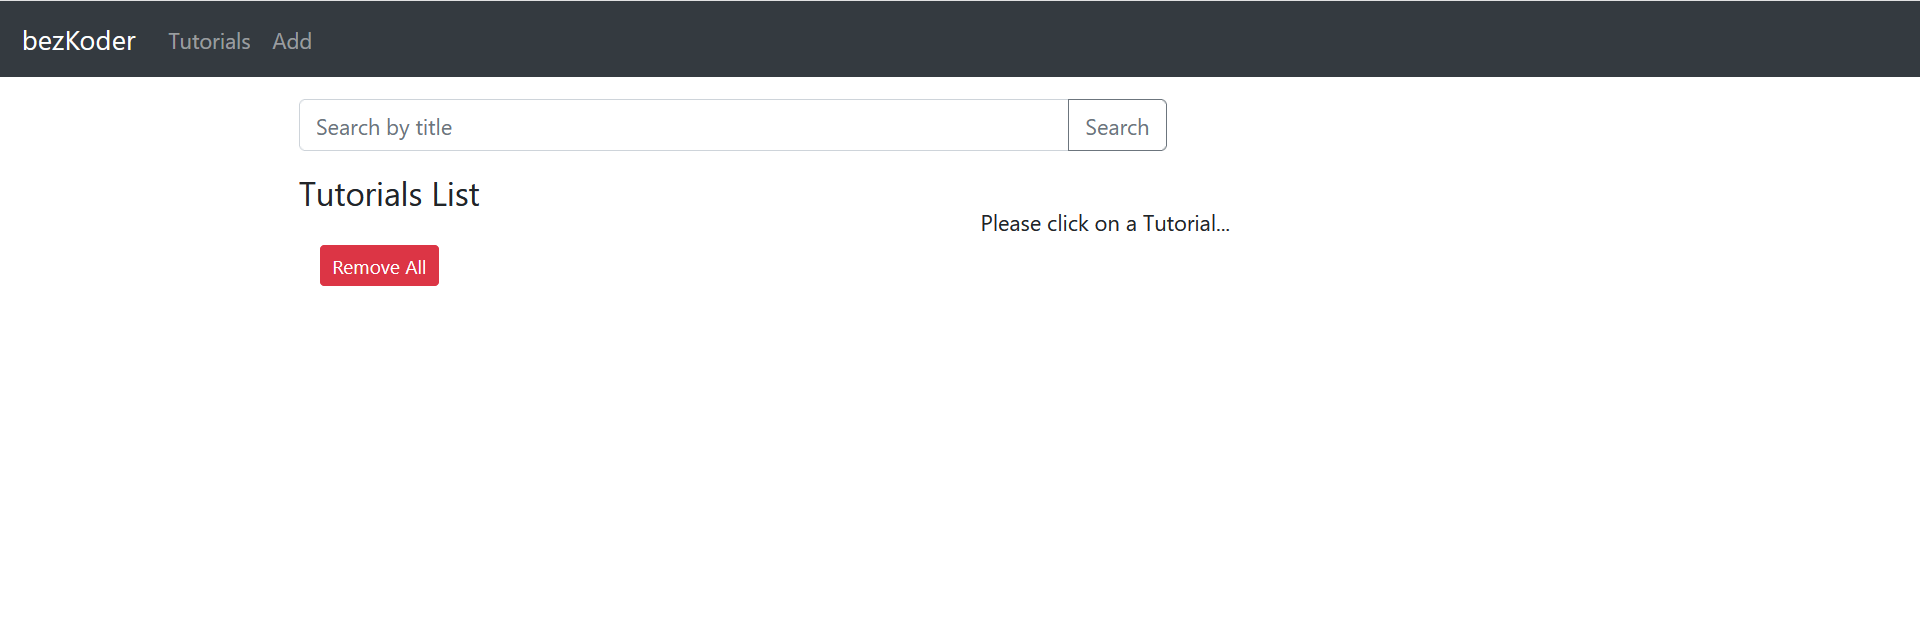 bezKoder Tutorials Add
Search by title Search
Tutorials List
Please click on a Tutorial...
Remove All